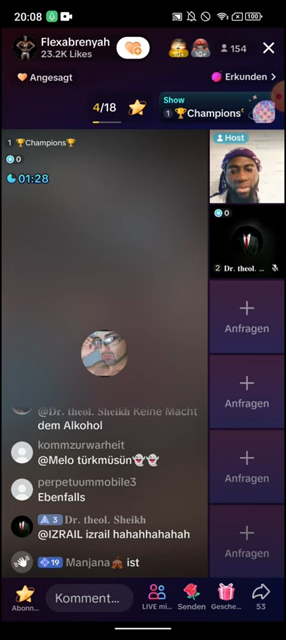 20:08
100
Flexabrenyah
23.2K Likes
154
Angesagt
Erkunden >
4/18
Show
1 🏆Champions
1 🏆Champions🏆
0
01:28
Host
0
2 Dr. theol. ...
Anfragen
Anfragen
Anfragen
Anfragen
@Dr. theol. Sheikh Keine Macht
dem Alkohol
kommzurwarheit
@Melo türkmüsün👻👻
perpetuummobile3
Ebenfalls
3 Dr. theol. Sheikh
@IZRAIL izrail hahahhahahah
19 Manjana🍂 ist
Komment...
Abonn...
LIVE mi...
Senden
Gesche...
53